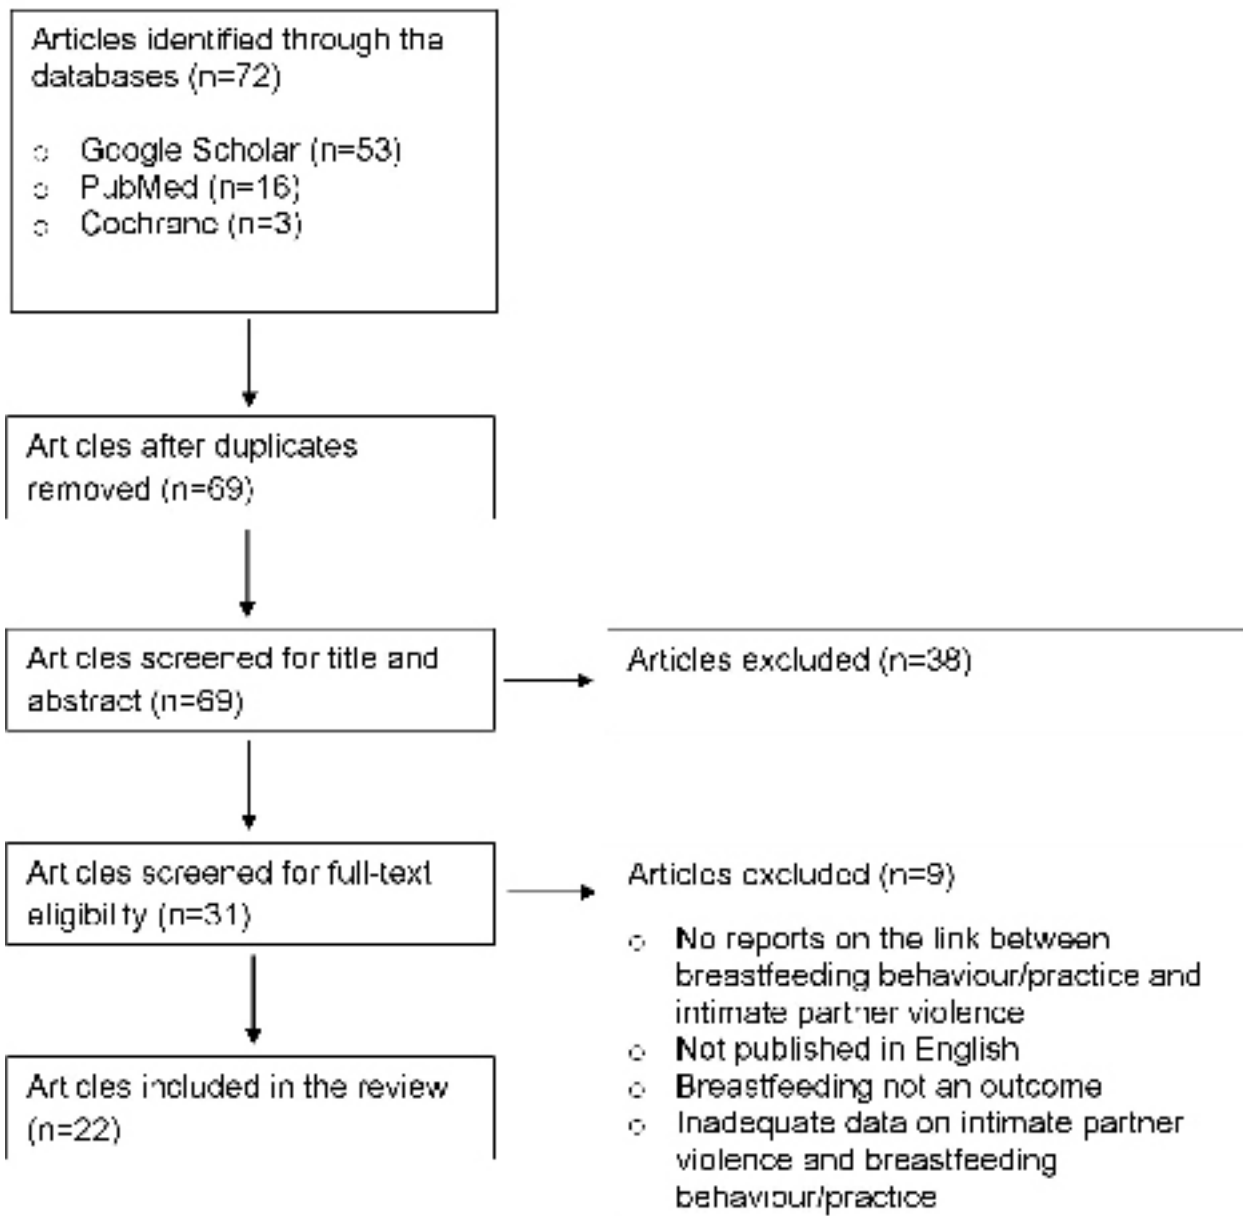 Articles identified through the
databases (n=72)
o Google Scholar (n=53)
o PubMed (n=16)
o Cochrane (n=3)
Articles after duplicates
removed (n=69)
Articles screened for title and
abstract (n=69)
Articles excluded (n=38)
Articles screened for full-text
eligibility (n=31)
Articles excluded (n=9)
o No reports on the link between
breastfeeding behaviour/practice and
intimate partner violence
o Not published in English
o Breastfeeding not an outcome
o Inadequate data on intimate partner
violence and breastfeeding
behaviour/practice
Articles included in the review
(n=22)